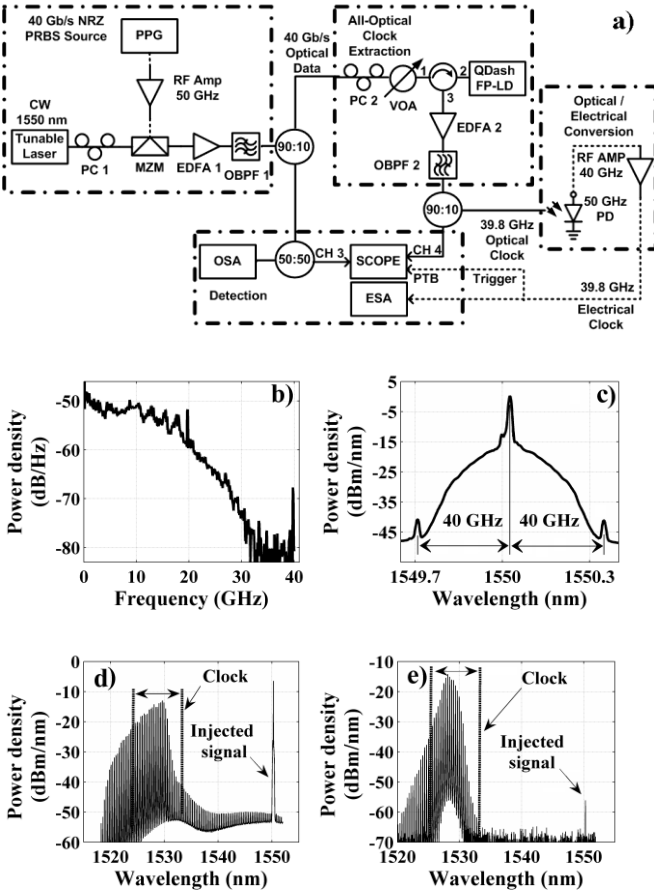 a)
40 Gb/s NRZ
PRBS Source
PPG
RF Amp
50 GHz
CW
1550 nm
Tunable
Laser
PC 1
MZM
EDFA 1
OBPF 1
90:10
40 Gb/s
Optical
Data
All-Optical
Clock
Extraction
PC 2
VOA
1
2
3
QDash
FP-LD
EDFA 2
OBPF 2
90:10
Optical /
Electrical
Conversion
RF AMP
40 GHz
50 GHz
PD
39.8 GHz
Optical
Clock
OSA
50:50
CH 3
SCOPE
CH 4
PTB
Trigger
ESA
Detection
39.8 GHz
Electrical
Clock
b)
Power density
(dB/Hz)
-50
-60
-70
-80
0 10 20 30 40
Frequency (GHz)
c)
Power density
(dBm/nm)
-5
-5
-15
-25
-35
-45
40 GHz 40 GHz
1549.7 1550 1550.3
Wavelength (nm)
d)
Power density
(dBm/nm)
0
-10
-20
-30
-40
-50
-60
Clock
Injected
signal
1520 1530 1540 1550
Wavelength (nm)
e)
Power density
(dBm/nm)
-10
-20
-30
-40
-50
-60
-70
Clock
Injected
signal
1520 1530 1540 1550
Wavelength (nm)